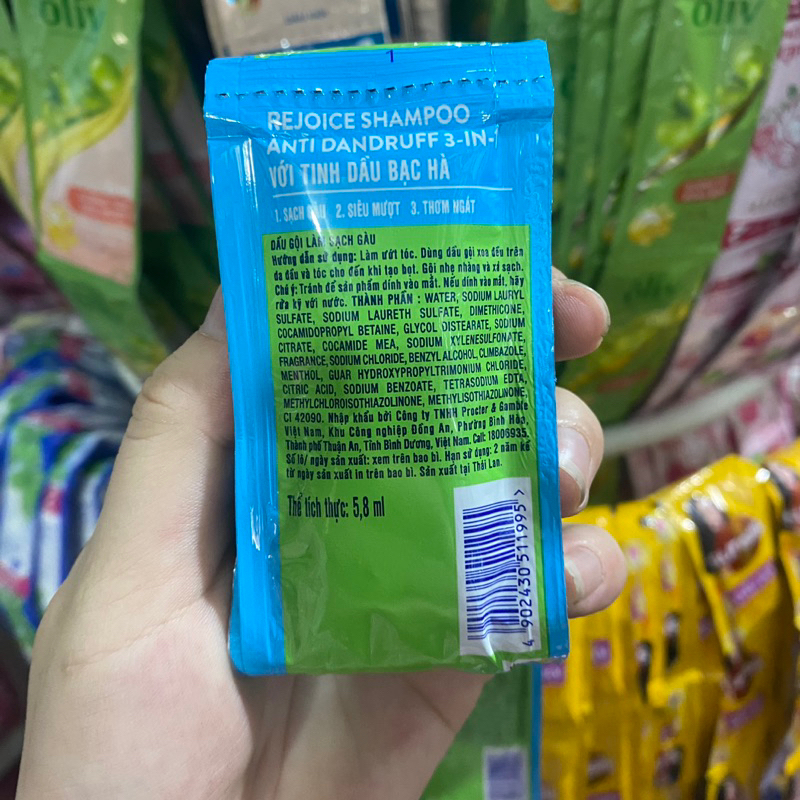 oliv
oliv
1
REJOICE SHAMPOO
ANTI DANDRUFF 3-IN-
VỚI TINH DẦU BẠC HÀ
1. SẠCH GÀU 2. SIÊU MƯỢT 3. THƠM NGÁT
DẦU GỘI LÀM SẠCH GÀU
Hướng dẫn sử dụng: Làm ướt tóc. Dùng dầu gội xoa đều trên
da đầu và tóc cho đến khi tạo bọt. Gội nhẹ nhàng và xả sạch.
Chú ý: Tránh để sản phẩm dính vào mắt. Nếu dính vào mắt, hãy
rửa kỹ với nước. THÀNH PHẦN : WATER, SODIUM LAURYL
SULFATE, SODIUM LAURETH SULFATE, DIMETHICONE,
COCAMIDOPROPYL BETAINE, GLYCOL DISTEARATE, SODIUM
CITRATE, COCAMIDE MEA, SODIUM XYLENESULFONATE,
FRAGRANCE, SODIUM CHLORIDE, BENZYL ALCOHOL, CLIMBAZOLE,
MENTHOL, GUAR HYDROXYPROPYLTRIMONIUM CHLORIDE,
CITRIC ACID, SODIUM BENZOATE, TETRASODIUM EDTA,
METHYLCHLOROISOTHIAZOLINONE, METHYLISOTHIAZOLINONE,
CI 42090. Nhập khẩu bởi Công ty TNHH Procter & Gamble
Việt Nam, Khu Công nghiệp Đồng An, Phường Bình Hòa,
Thành phố Thuận An, Tỉnh Bình Dương, Việt Nam. Call: 18006935.
Số lô/ ngày sản xuất: xem trên bao bì. Hạn sử dụng: 2 năm kể
từ ngày sản xuất in trên bao bì. Sản xuất tại Thái Lan.
Thể tích thực: 5,8 ml
4 902430 511995 >